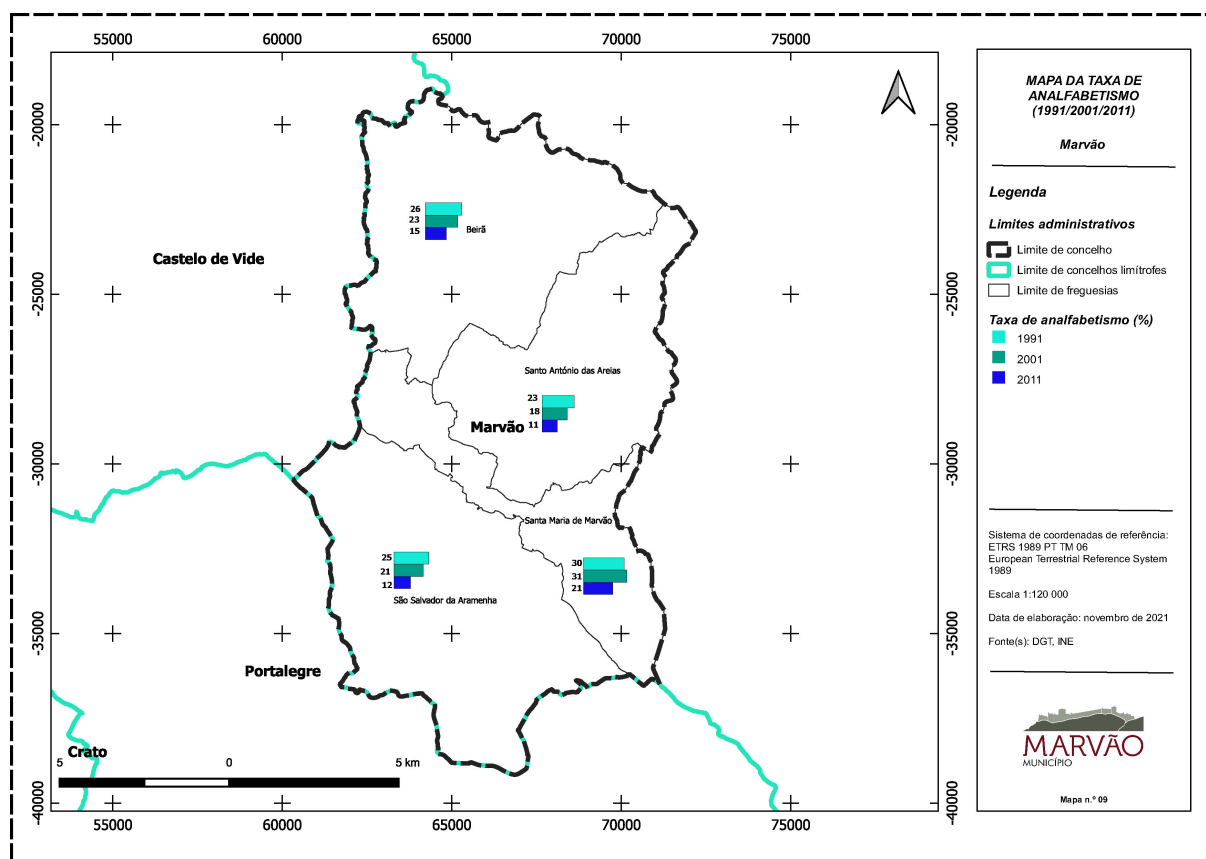 55000
60000
65000
70000
75000
-20000
-20000
26
23
15
Beirã
Castelo de Vide
-25000
-25000
Santo António das Areias
23
18
11
Marvão
-30000
-30000
Santa Maria de Marvão
25
21
12
São Salvador da Aramenha
30
31
21
-35000
-35000
Portalegre
Crato
5
0
5 km
-40000
-40000
55000
60000
65000
70000
75000
MAPA DA TAXA DE
ANALFABETISMO
(1991/2001/2011)
Marvão
Legenda
Limites administrativos
Limite de concelho
Limite de concelhos limítrofes
Limite de freguesias
Taxa de analfabetismo (%)
1991
2001
2011
Sistema de coordenadas de referência:
ETRS 1989 PT TM 06
European Terrestrial Reference System
1989
Escala 1:120 000
Data de elaboração: novembro de 2021
Fonte(s): DGT, INE
MARVÃO
MUNICÍPIO
Mapa n.º 09